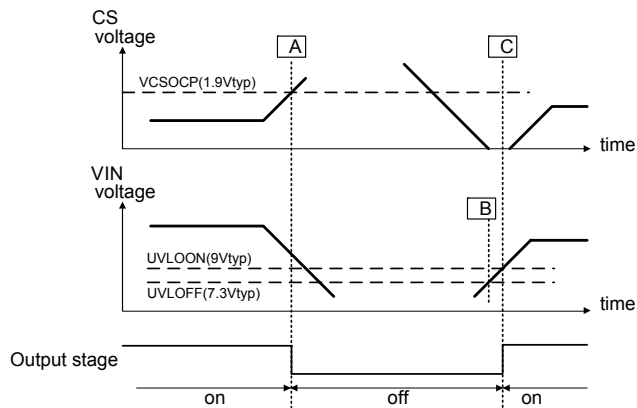 CS
voltage
A
C
VCSOCP(1.9Vtyp)
time
VIN
voltage
B
UVLOON(9Vtyp)
UVLOFF(7.3Vtyp)
time
Output stage
on
off
on